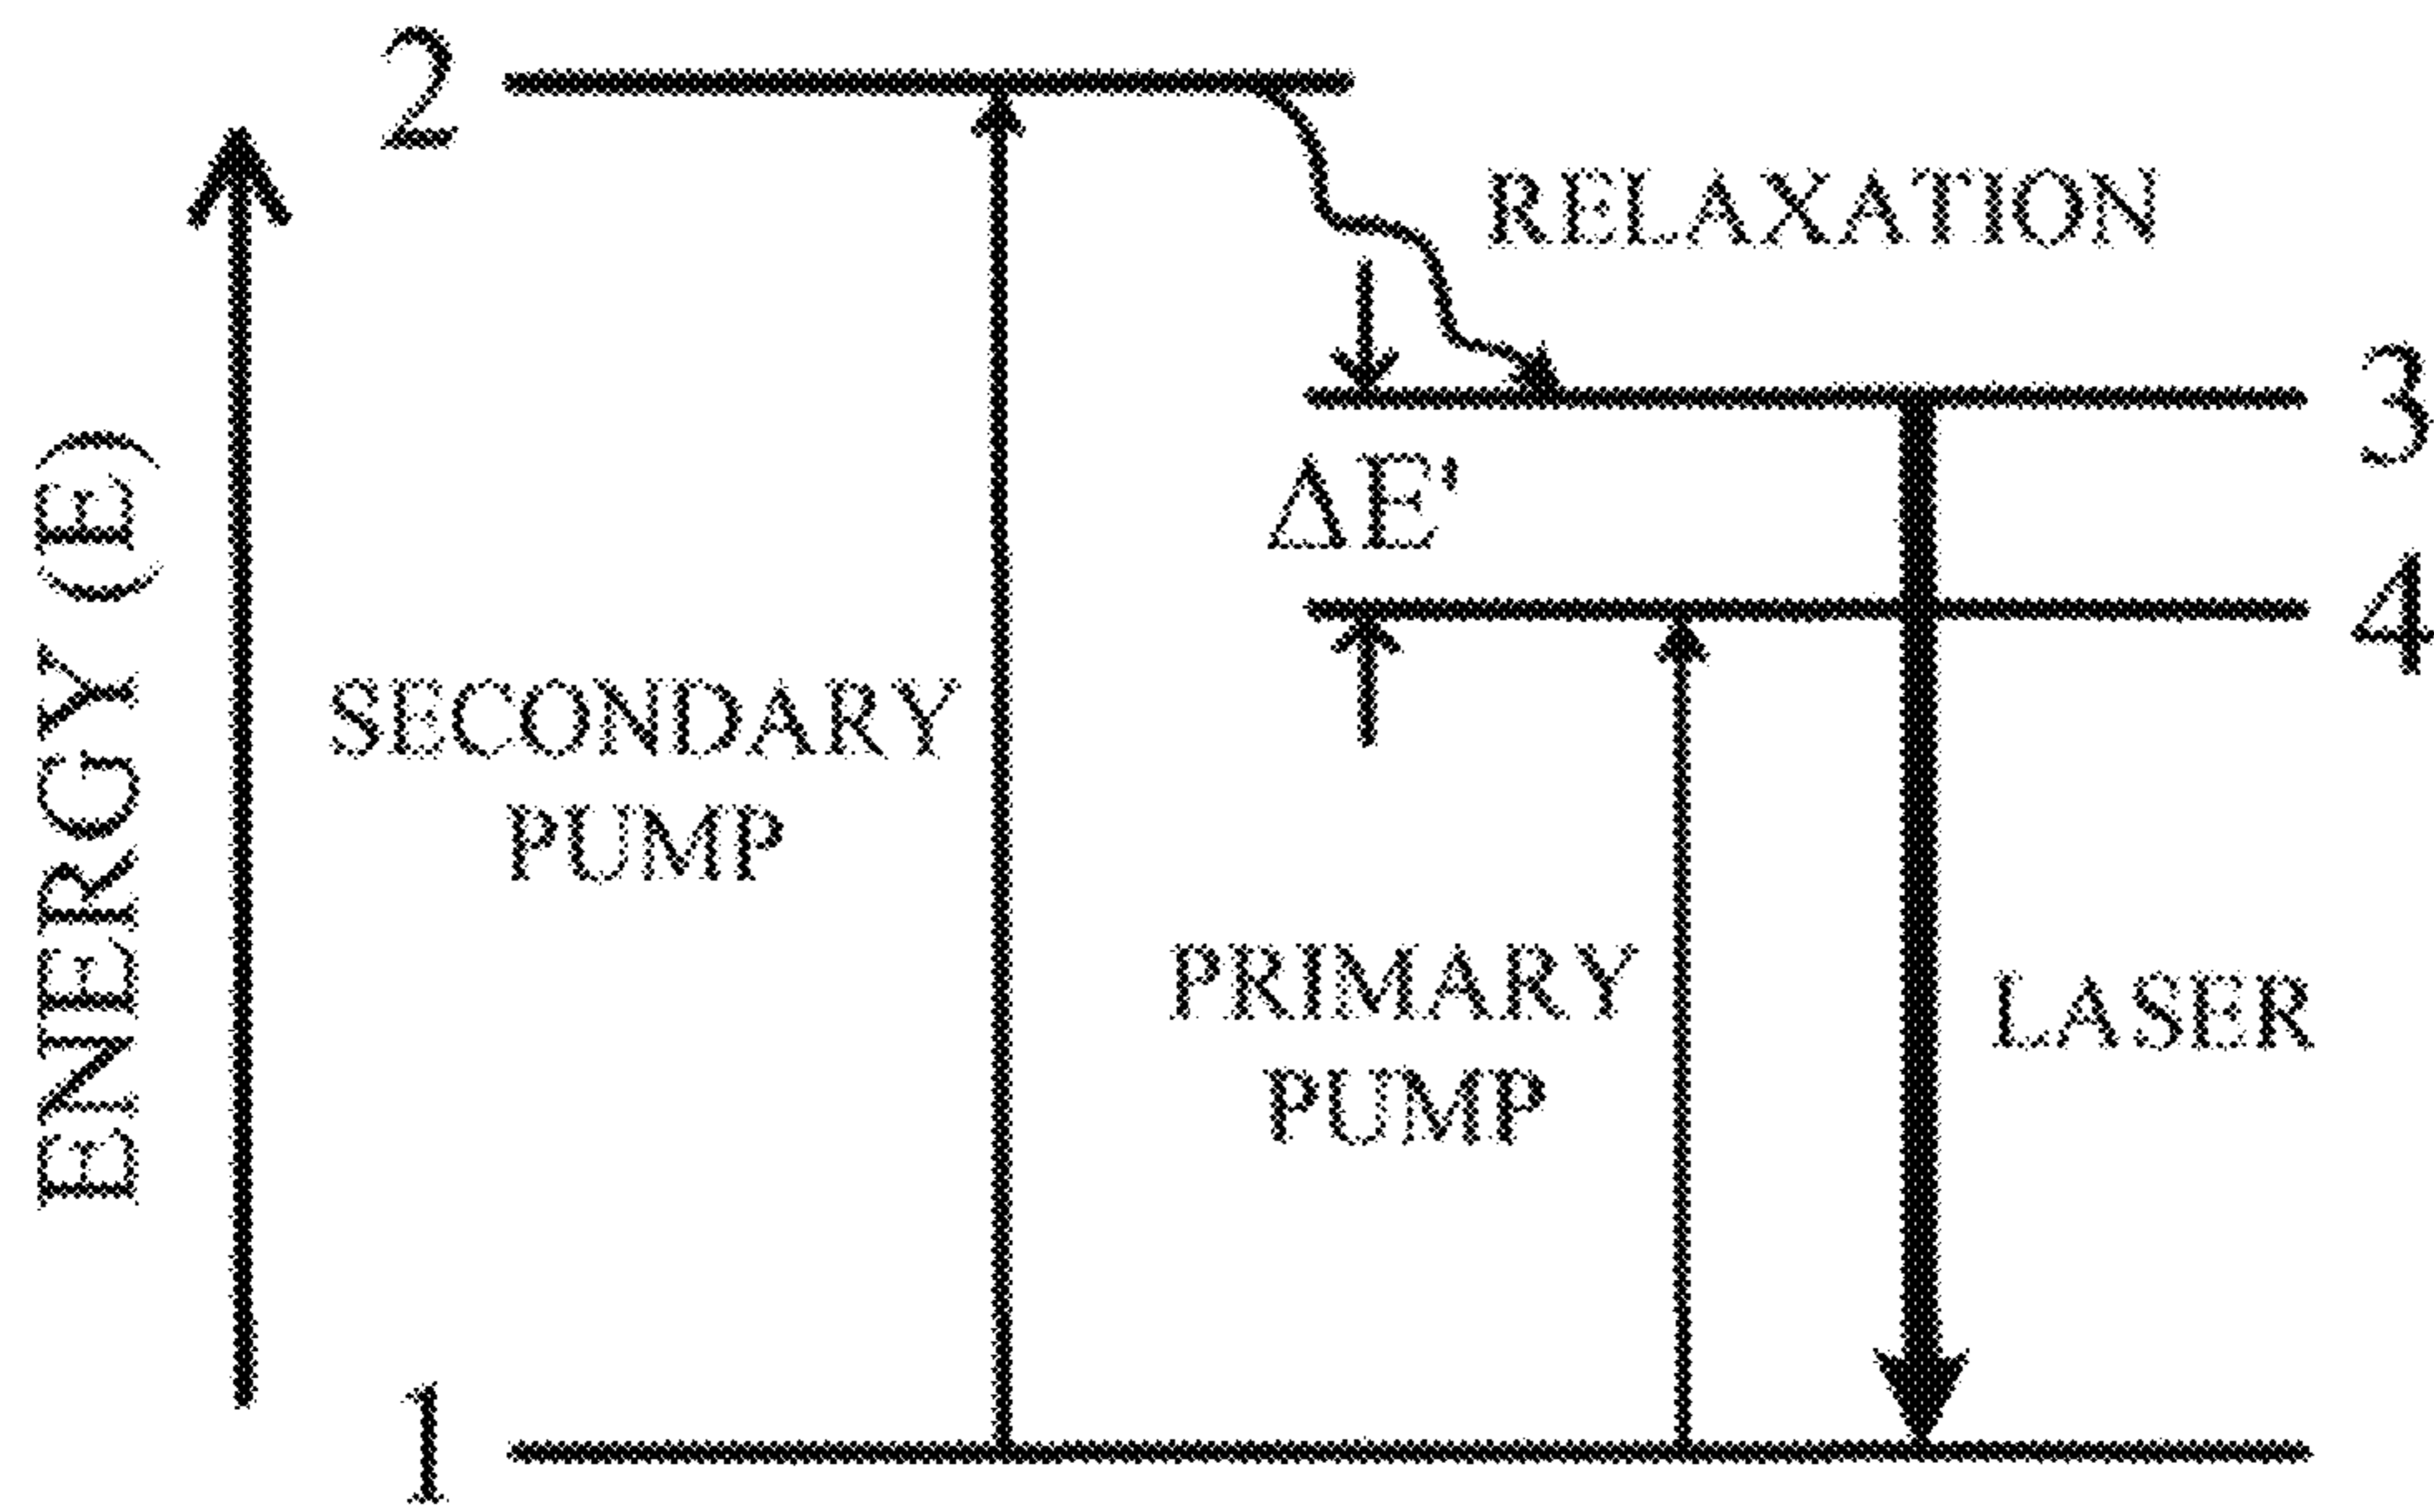 2
RELAXATION
3
ΔE'
4
ENERGY (E)
SECONDARY
PUMP
PRIMARY
PUMP
LASER
1